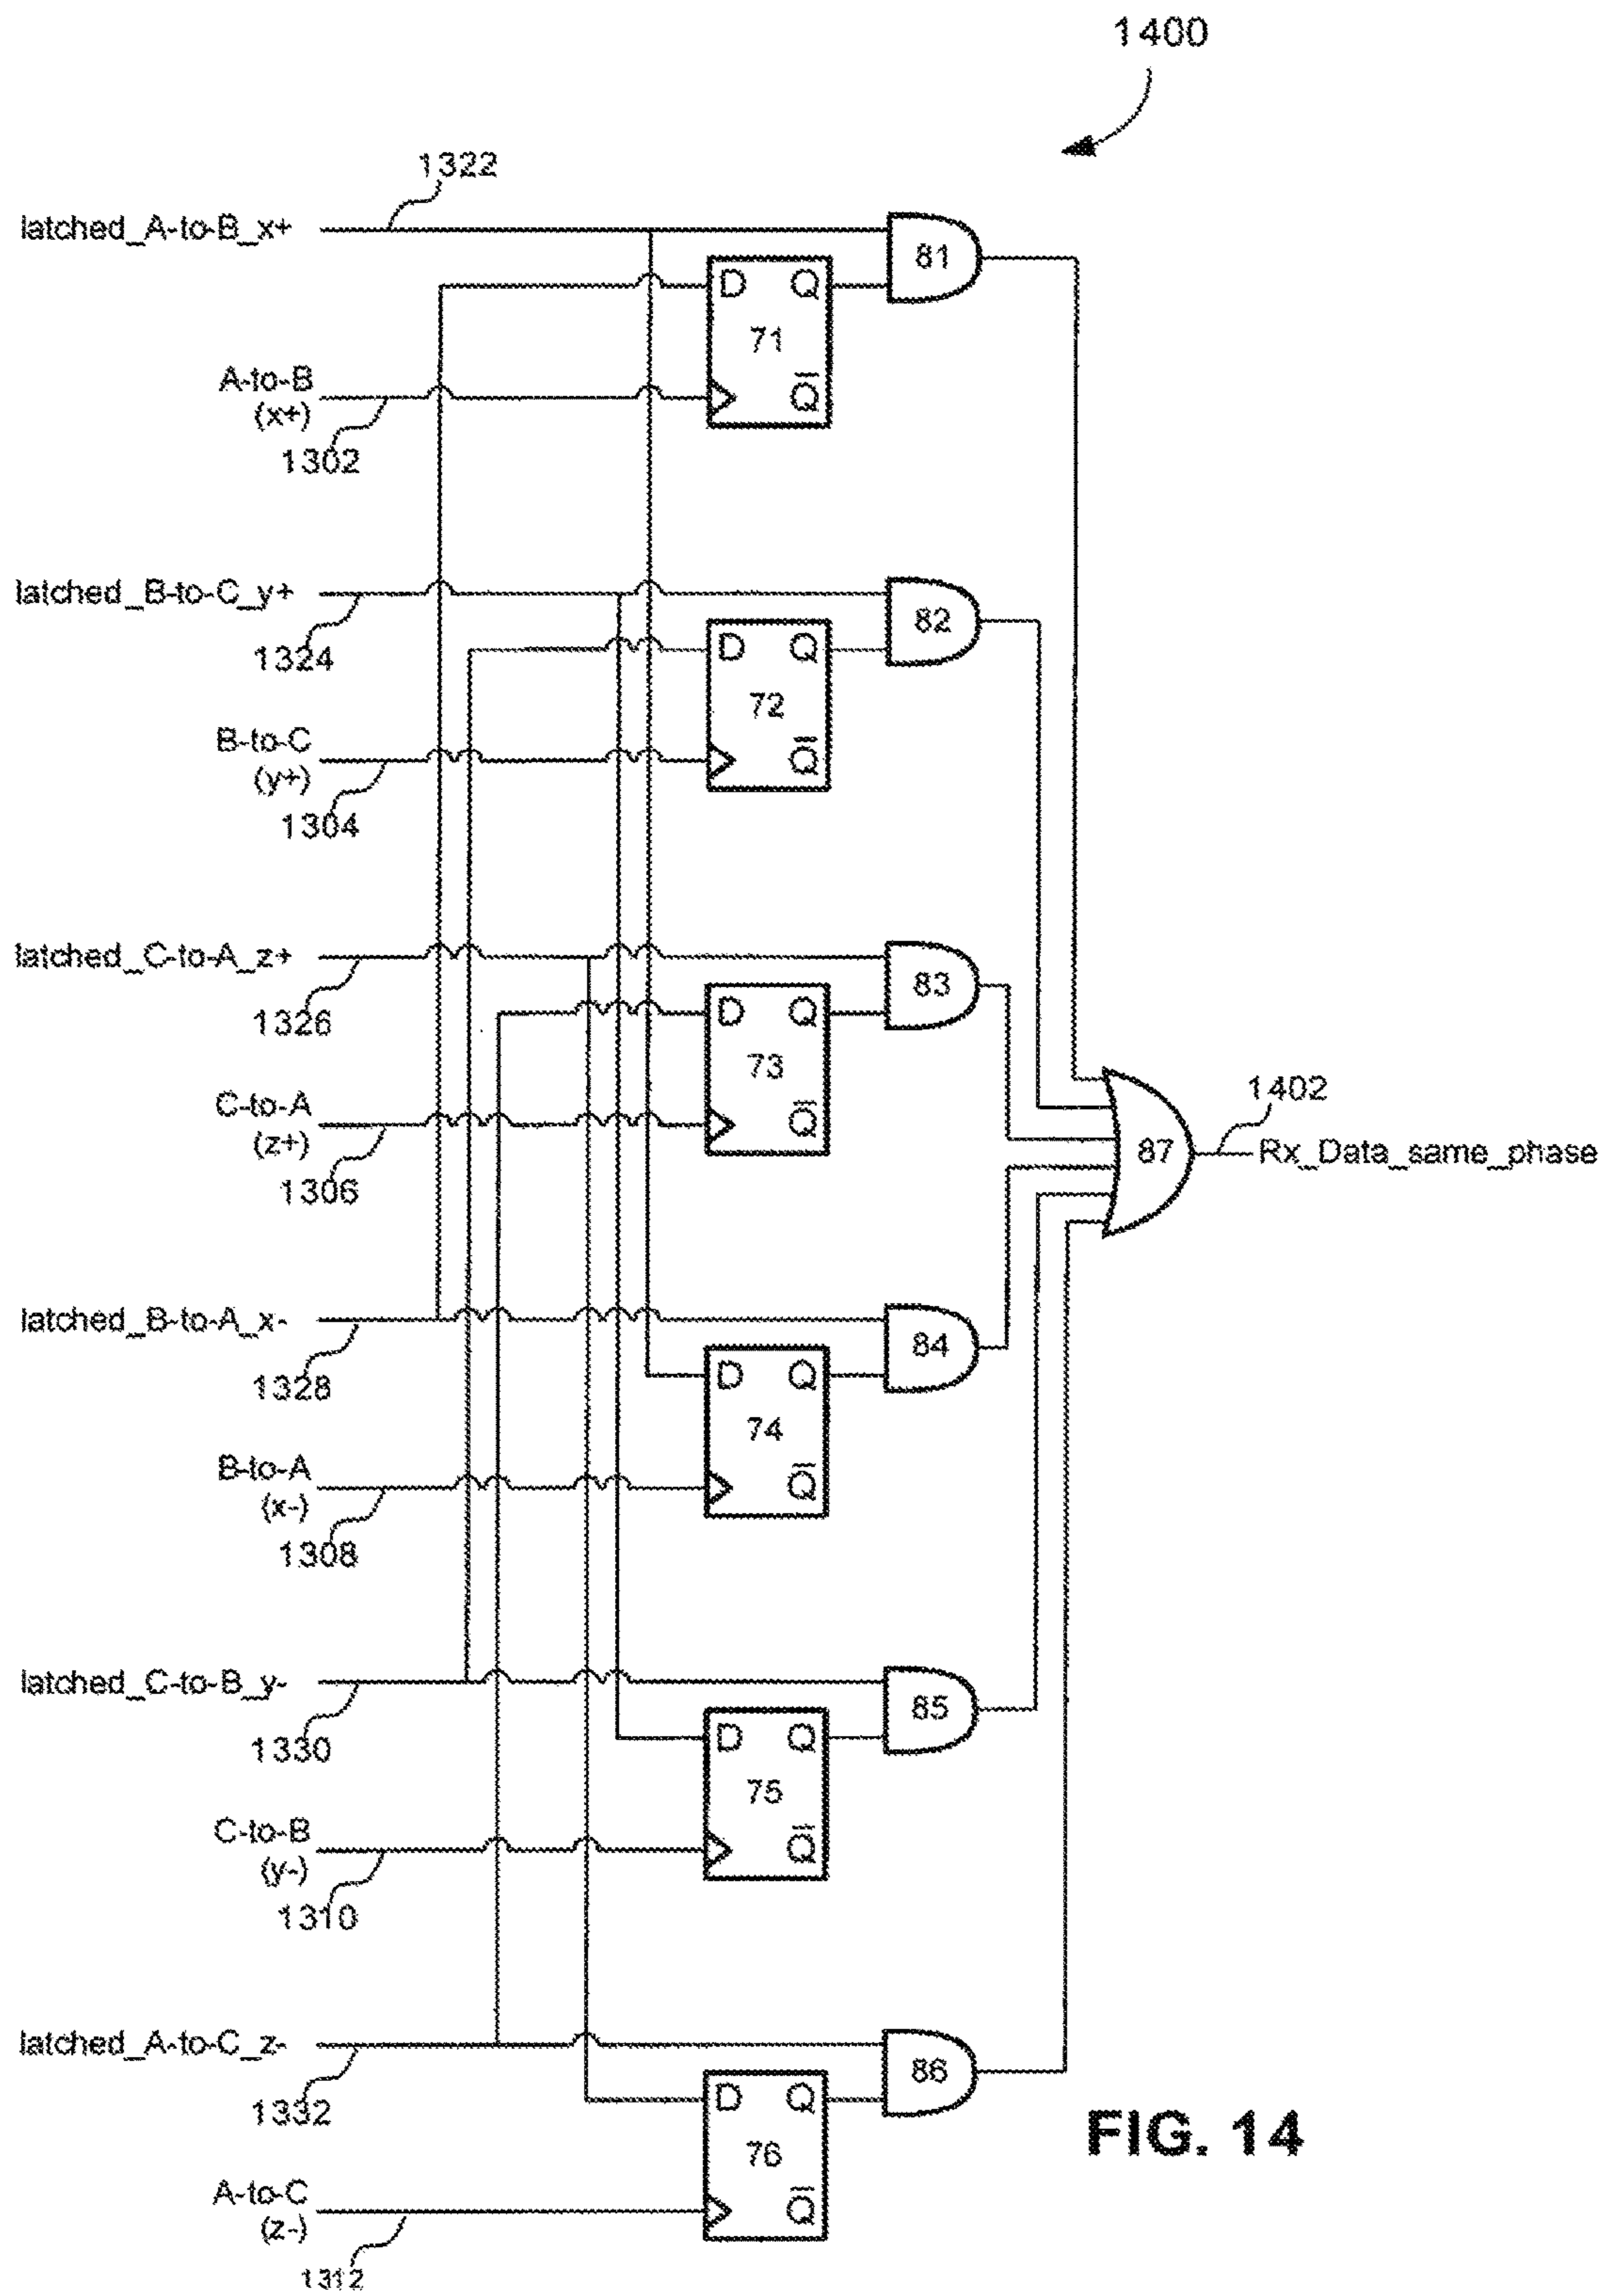 1400
1322
latched_A-to-B_x+
81
D Q
71
A-to-B
(x+)
Q
1302
latched_B-to-C_y+
82
1324
D Q
72
B-to-C
(y+)
Q
1304
latched_C-to-A_z+
83
1326
D Q
73
C-to-A
(z+)
Q
1306
1402
87
Rx_Data_same_phase
latched_B-to-A_x-
84
1328
D Q
74
B-to-A
(x-)
Q
1308
latched_C-to-B_y-
85
1330
D Q
75
C-to-B
(y-)
Q
1310
latched_A-to-C_z-
86
1332
D Q
76
A-to-C
(z-)
Q
1312
FIG. 14